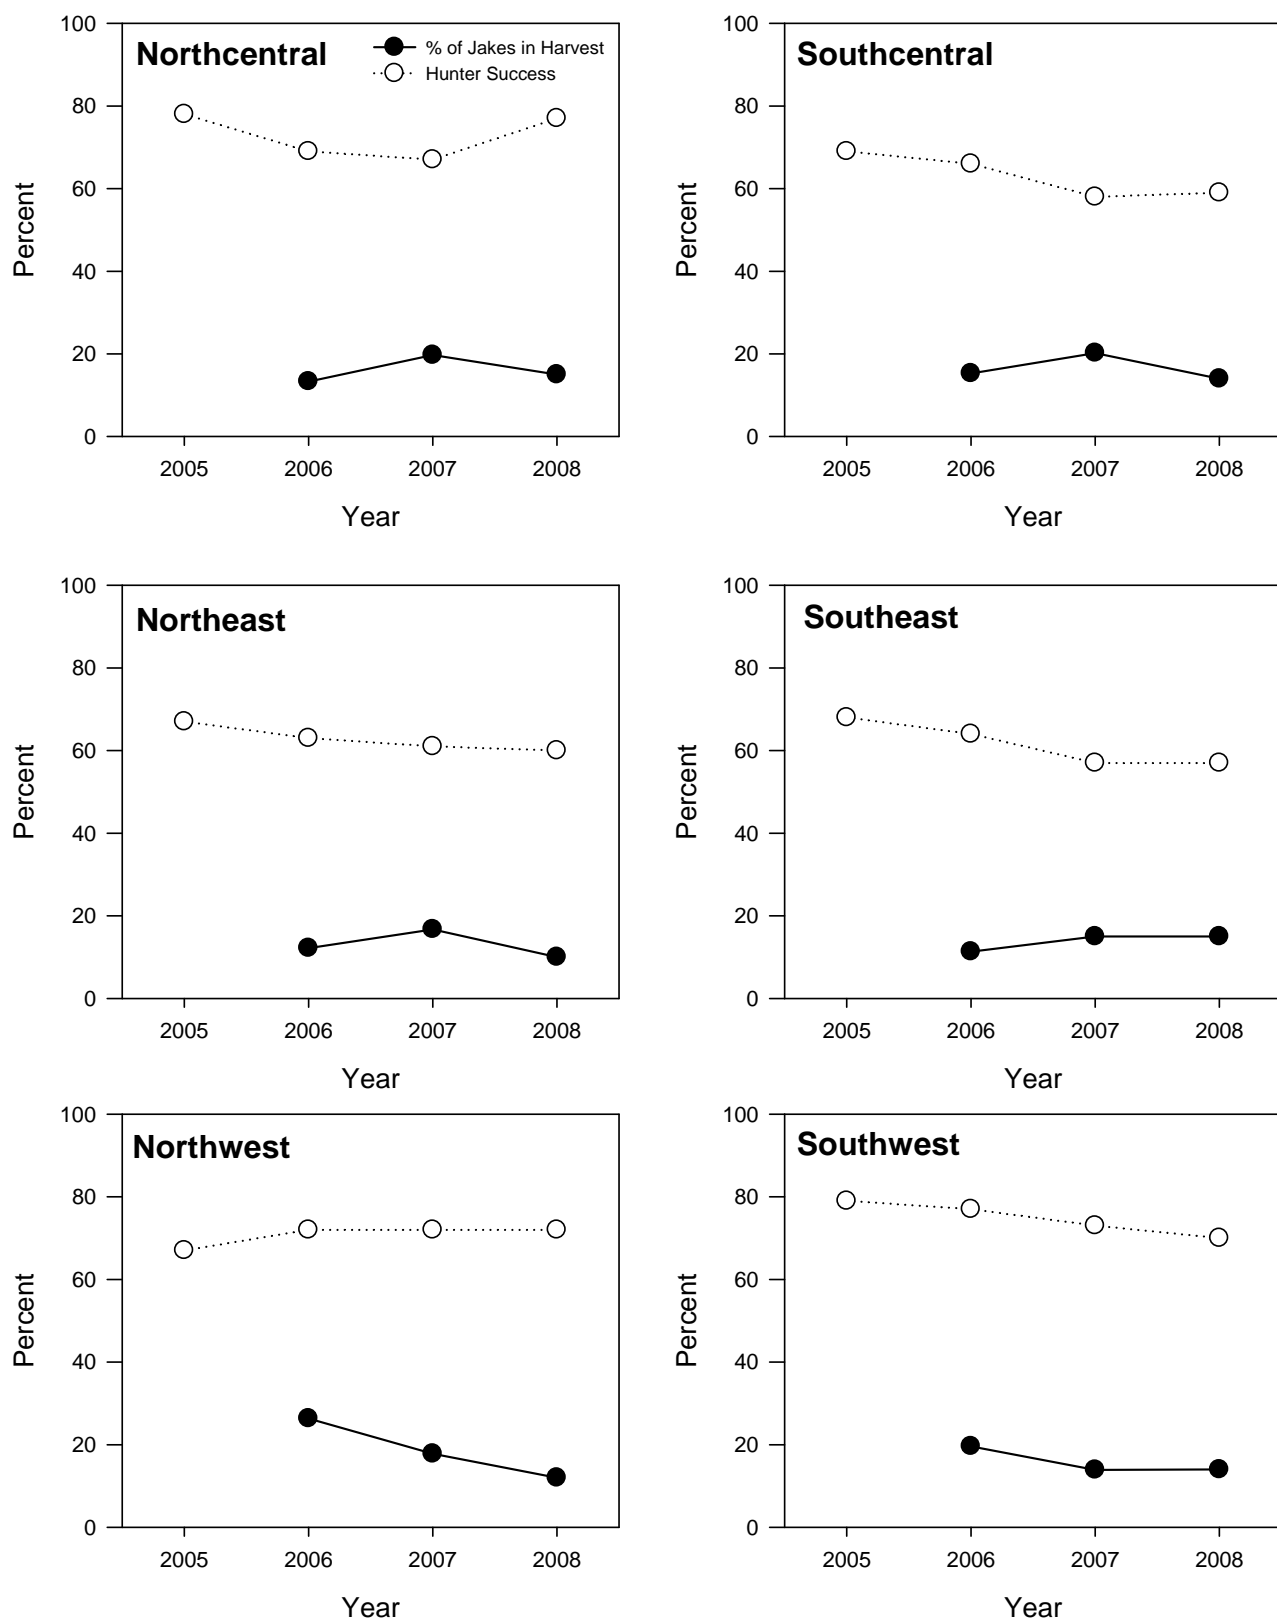 100
80
60
40
20
0
Percent
Northcentral
% of Jakes in Harvest
Hunter Success
2005 2006 2007 2008
Year
100
80
60
40
20
0
Percent
Southcentral
2005 2006 2007 2008
Year
100
80
60
40
20
0
Percent
Northeast
2005 2006 2007 2008
Year
100
80
60
40
20
0
Percent
Southeast
2005 2006 2007 2008
Year
100
80
60
40
20
0
Percent
Northwest
2005 2006 2007 2008
Year
100
80
60
40
20
0
Percent
Southwest
2005 2006 2007 2008
Year